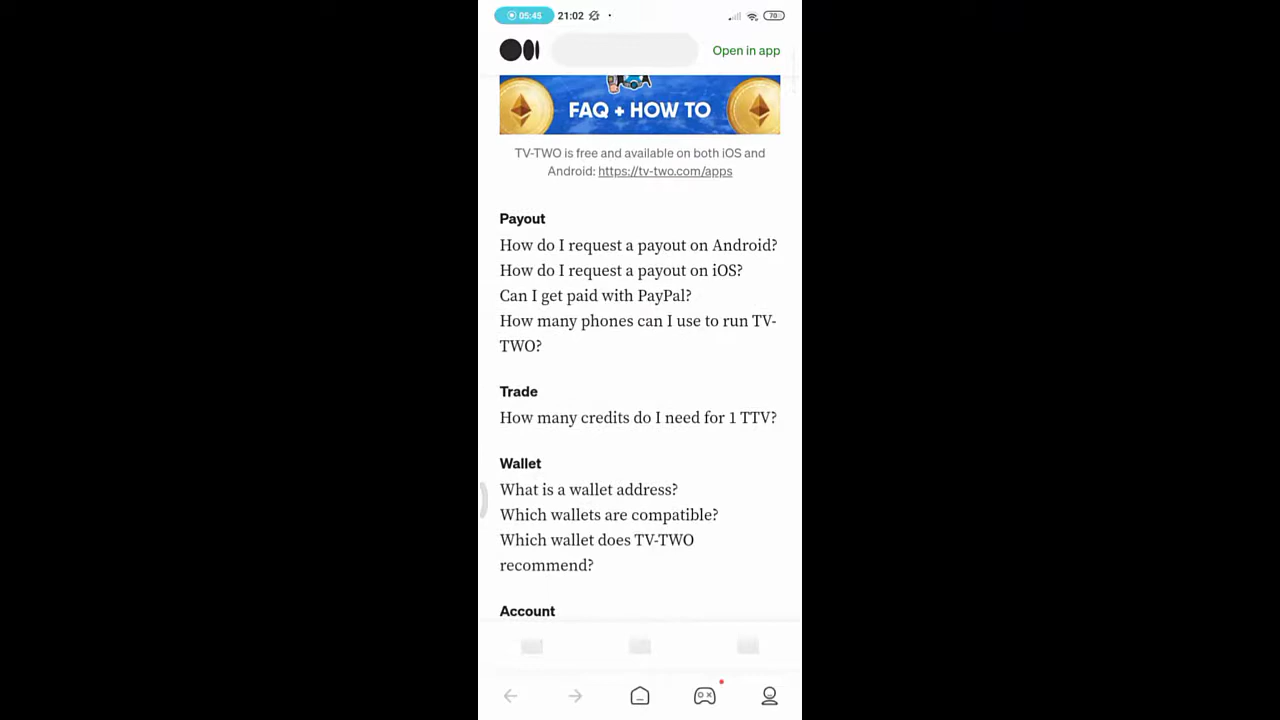 05:45 21:02 70
Open in app
FAQ + HOW TO
TV-TWO is free and available on both iOS and
Android: https://tv-two.com/apps
Payout
How do I request a payout on Android?
How do I request a payout on iOS?
Can I get paid with PayPal?
How many phones can I use to run TV-
TWO?
Trade
How many credits do I need for 1 TTV?
Wallet
What is a wallet address?
Which wallets are compatible?
Which wallet does TV-TWO
recommend?
Account